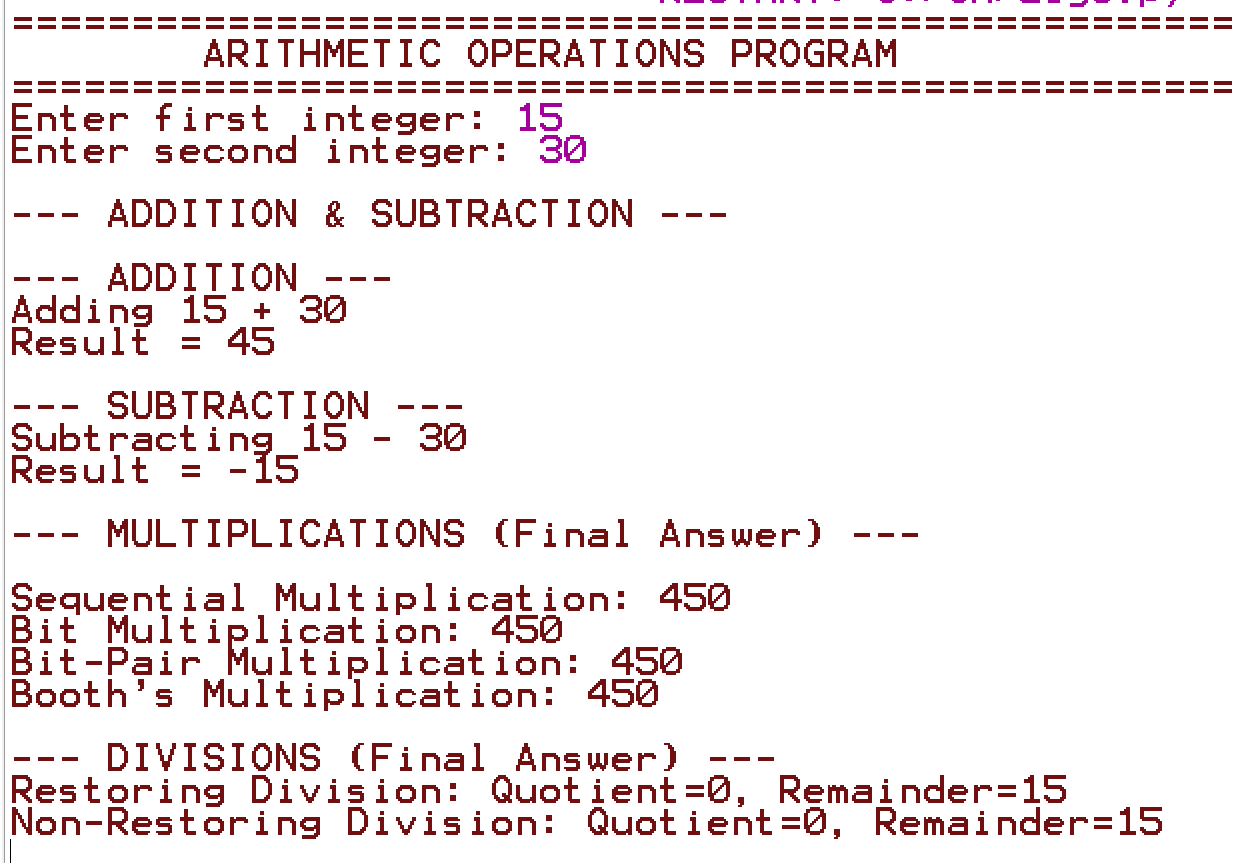 ==================================================
ARITHMETIC OPERATIONS PROGRAM
==================================================
Enter first integer: 15
Enter second integer: 30
--- ADDITION & SUBTRACTION ---
--- ADDITION ---
Adding 15 + 30
Result = 45
--- SUBTRACTION ---
Subtracting 15 - 30
Result = -15
--- MULTIPLICATIONS (Final Answer) ---
Sequential Multiplication: 450
Bit Multiplication: 450
Bit-Pair Multiplication: 450
Booth's Multiplication: 450
--- DIVISIONS (Final Answer) ---
Restoring Division: Quotient=0, Remainder=15
Non-Restoring Division: Quotient=0, Remainder=15